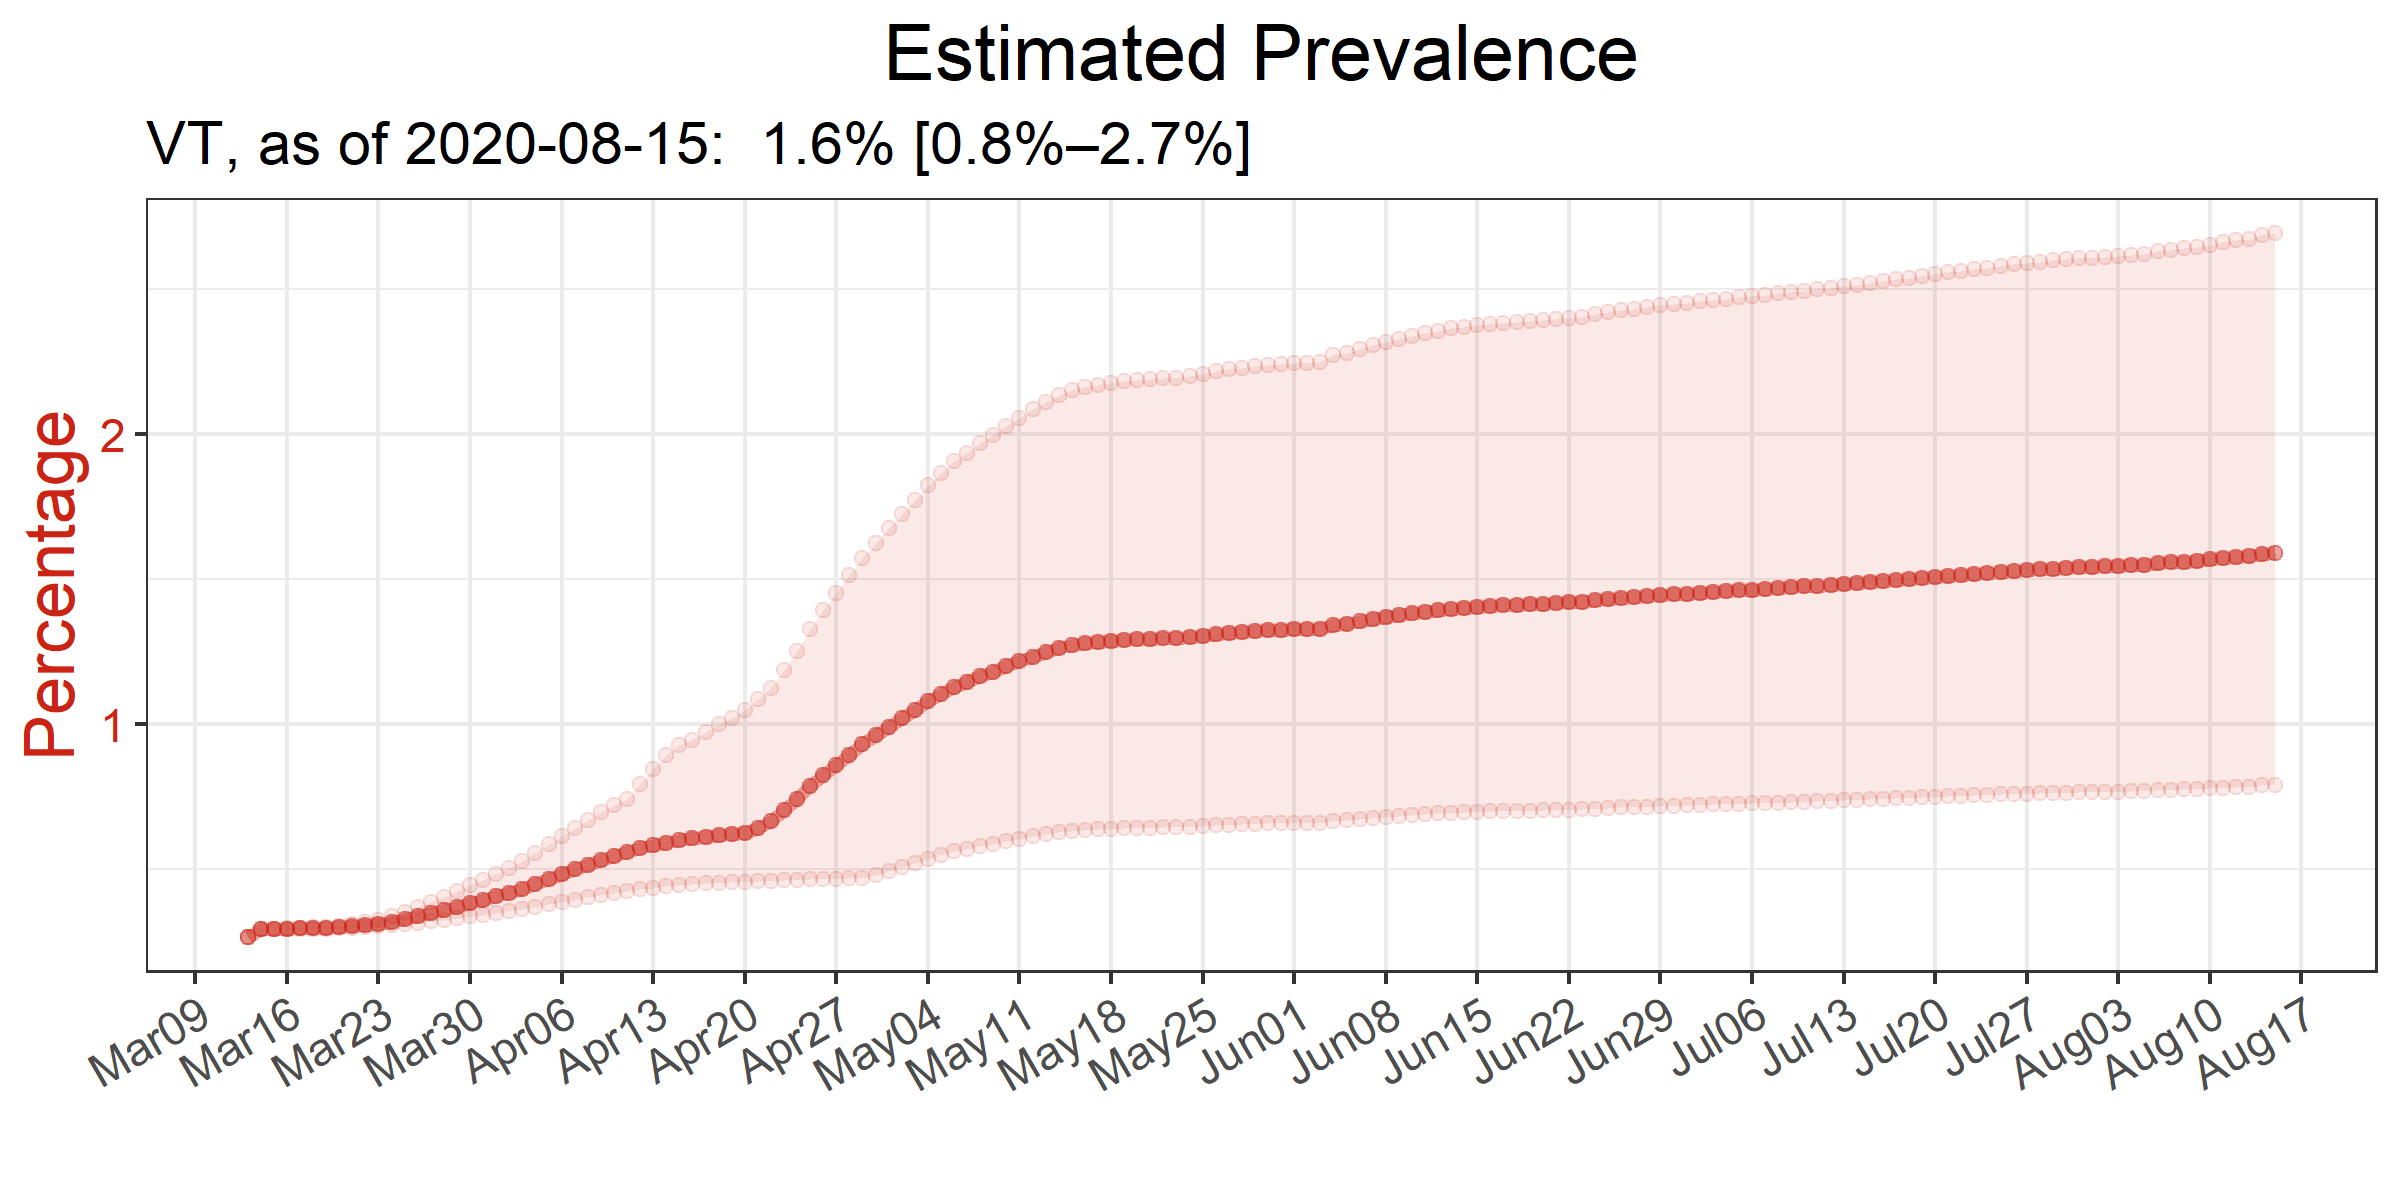 Estimated Prevalence
VT, as of 2020-08-15:  1.6% [0.8%–2.7%]
Percentage
2
1
Mar09
Mar16
Mar23
Mar30
Apr06
Apr13
Apr20
Apr27
May04
May11
May18
May25
Jun01
Jun08
Jun15
Jun22
Jun29
Jul06
Jul13
Jul20
Jul27
Aug03
Aug10
Aug17